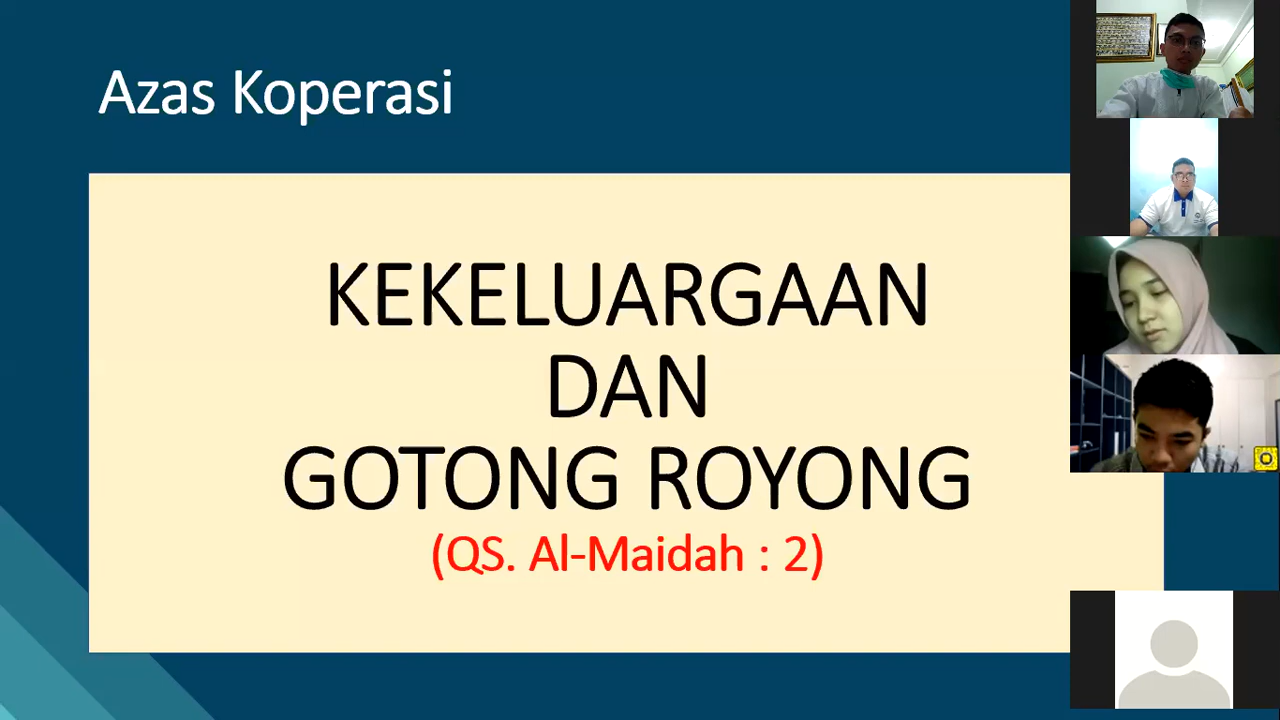 Azas Koperasi
KEKELUARGAAN
DAN
GOTONG ROYONG
(QS. Al-Maidah : 2)